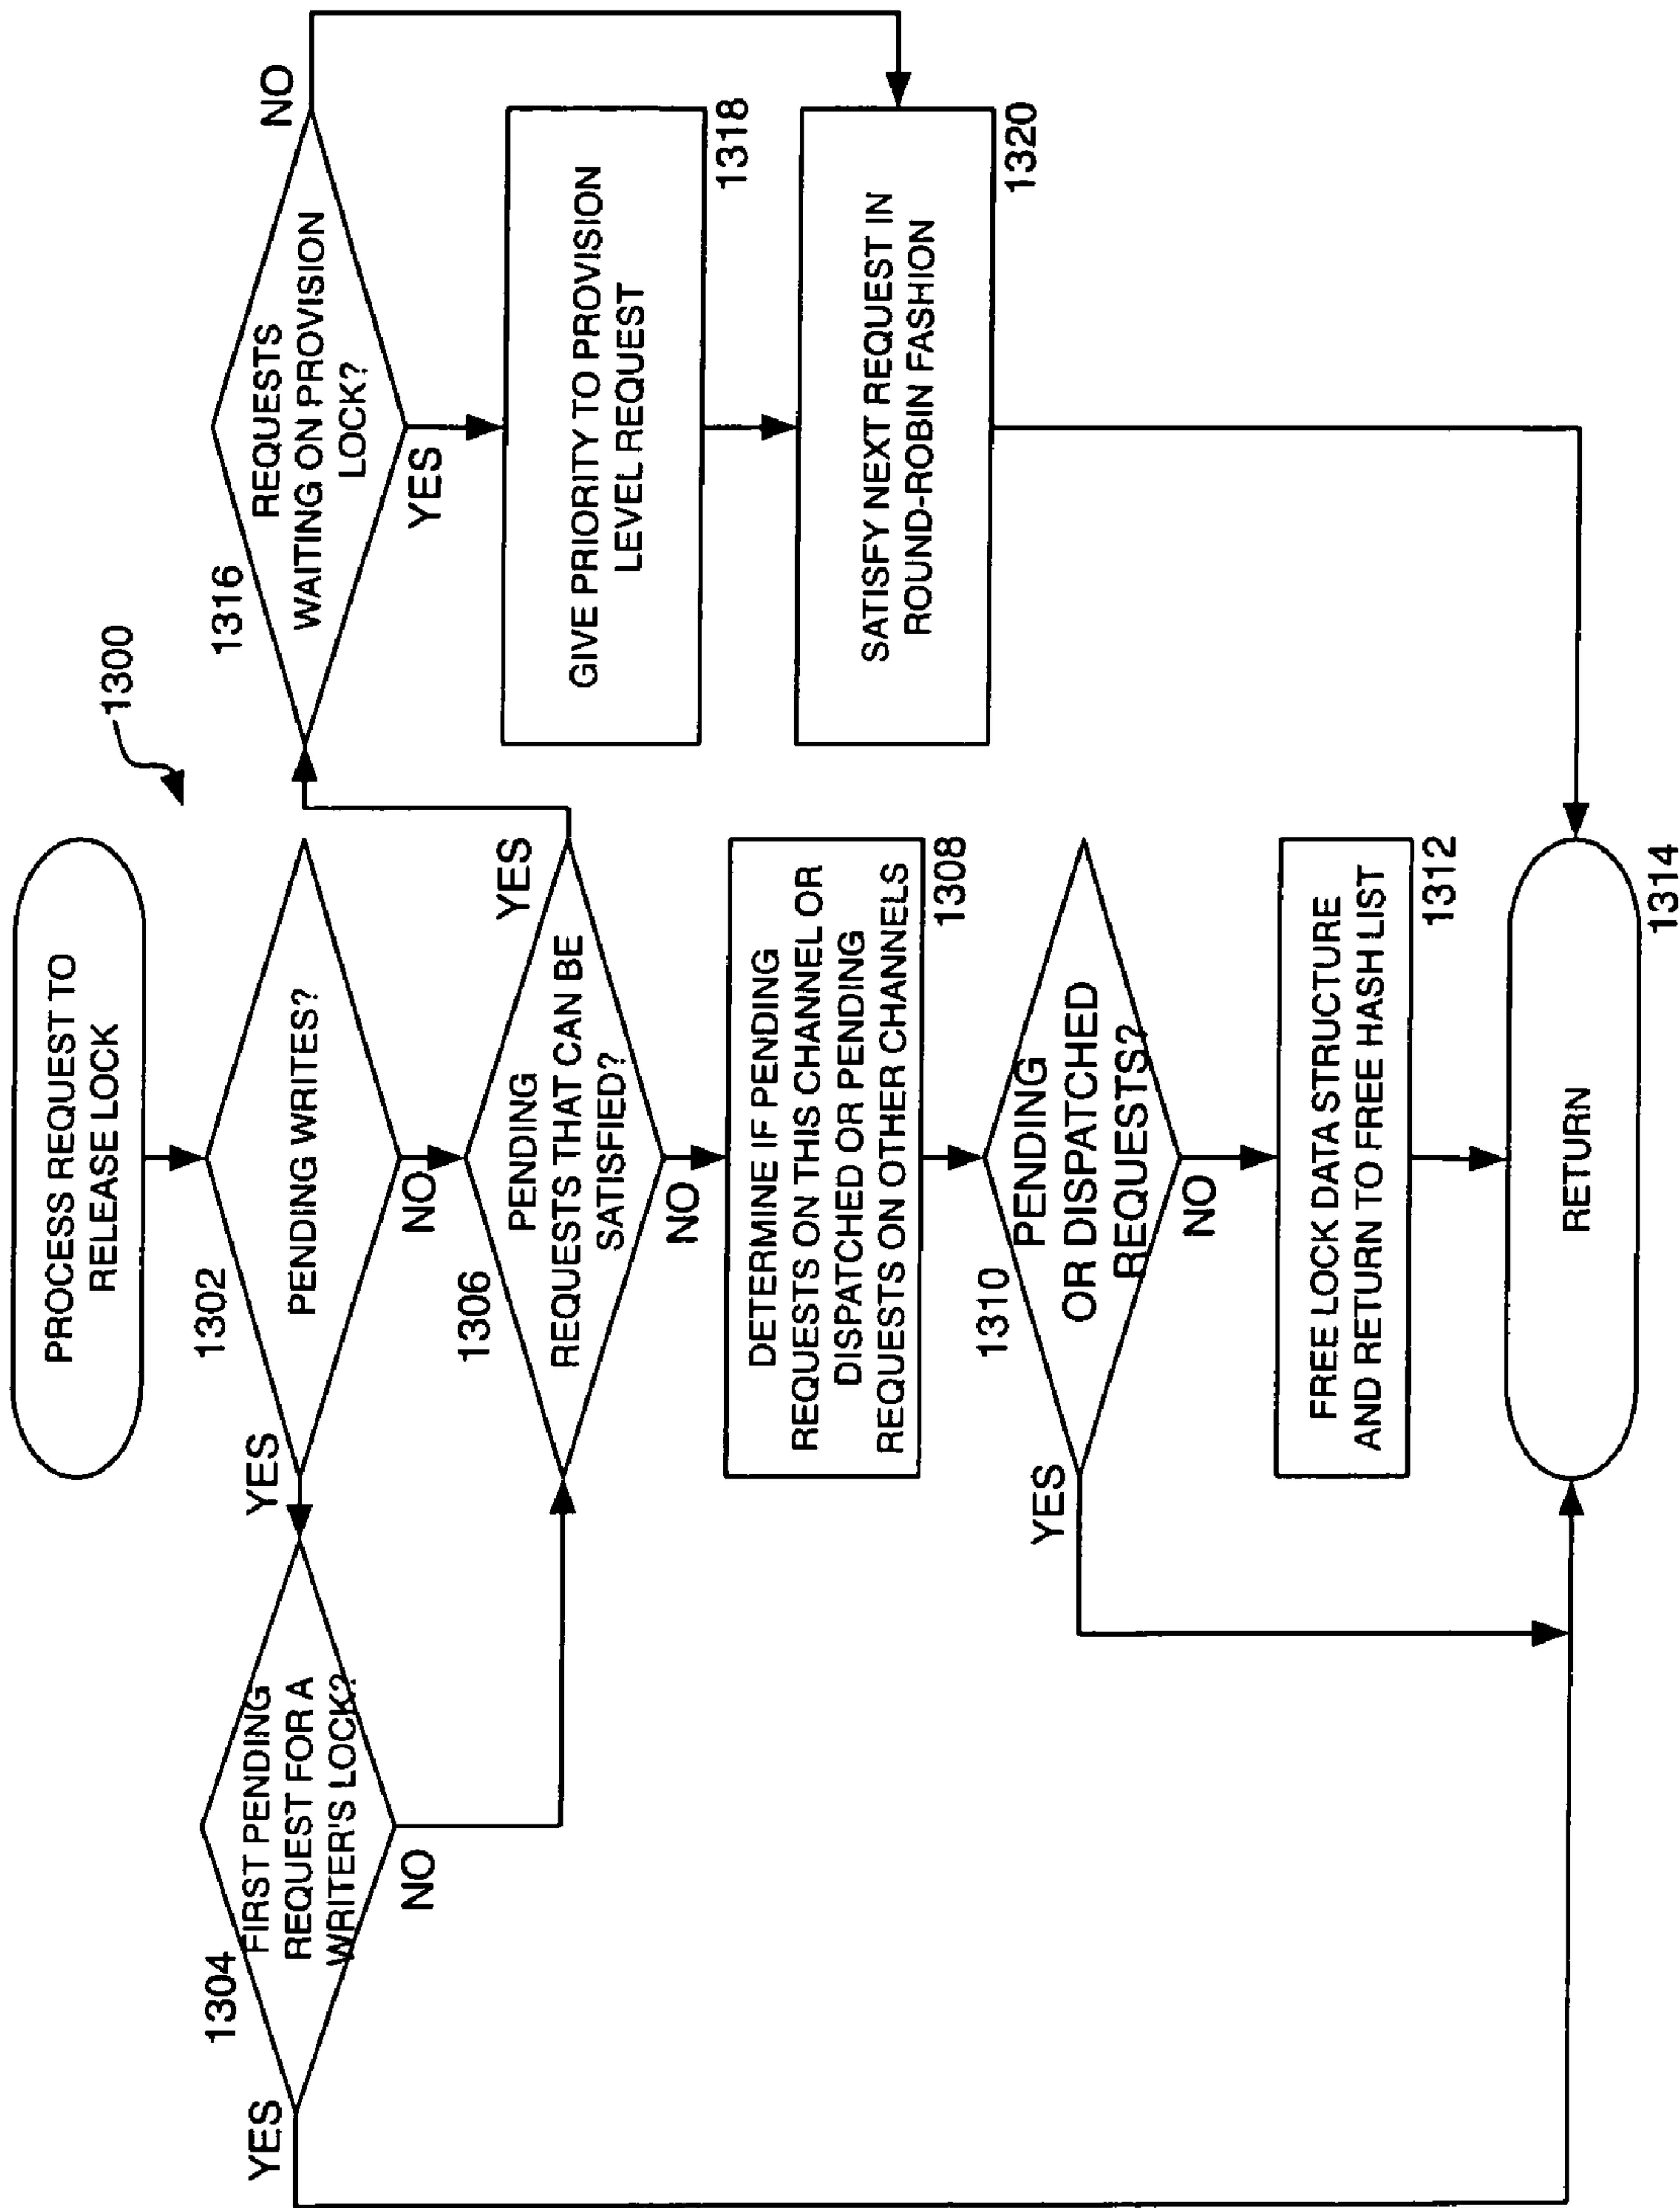 1300
PROCESS REQUEST TO
RELEASE LOCK
1302
PENDING WRITES?
YES
NO
1304
FIRST PENDING
REQUEST FOR A
WRITER'S LOCK?
YES
NO
1306
PENDING
REQUESTS THAT CAN BE
SATISFIED?
YES
NO
1316
REQUESTS
WAITING ON PROVISION
LOCK?
NO
YES
GIVE PRIORITY TO PROVISION
LEVEL REQUEST
1318
SATISFY NEXT REQUEST IN
ROUND-ROBIN FASHION
1320
DETERMINE IF PENDING
REQUESTS ON THIS CHANNEL OR
DISPATCHED OR PENDING
REQUESTS ON OTHER CHANNELS
1308
1310
PENDING
OR DISPATCHED
REQUESTS?
YES
NO
FREE LOCK DATA STRUCTURE
AND RETURN TO FREE HASH LIST
1312
RETURN
1314